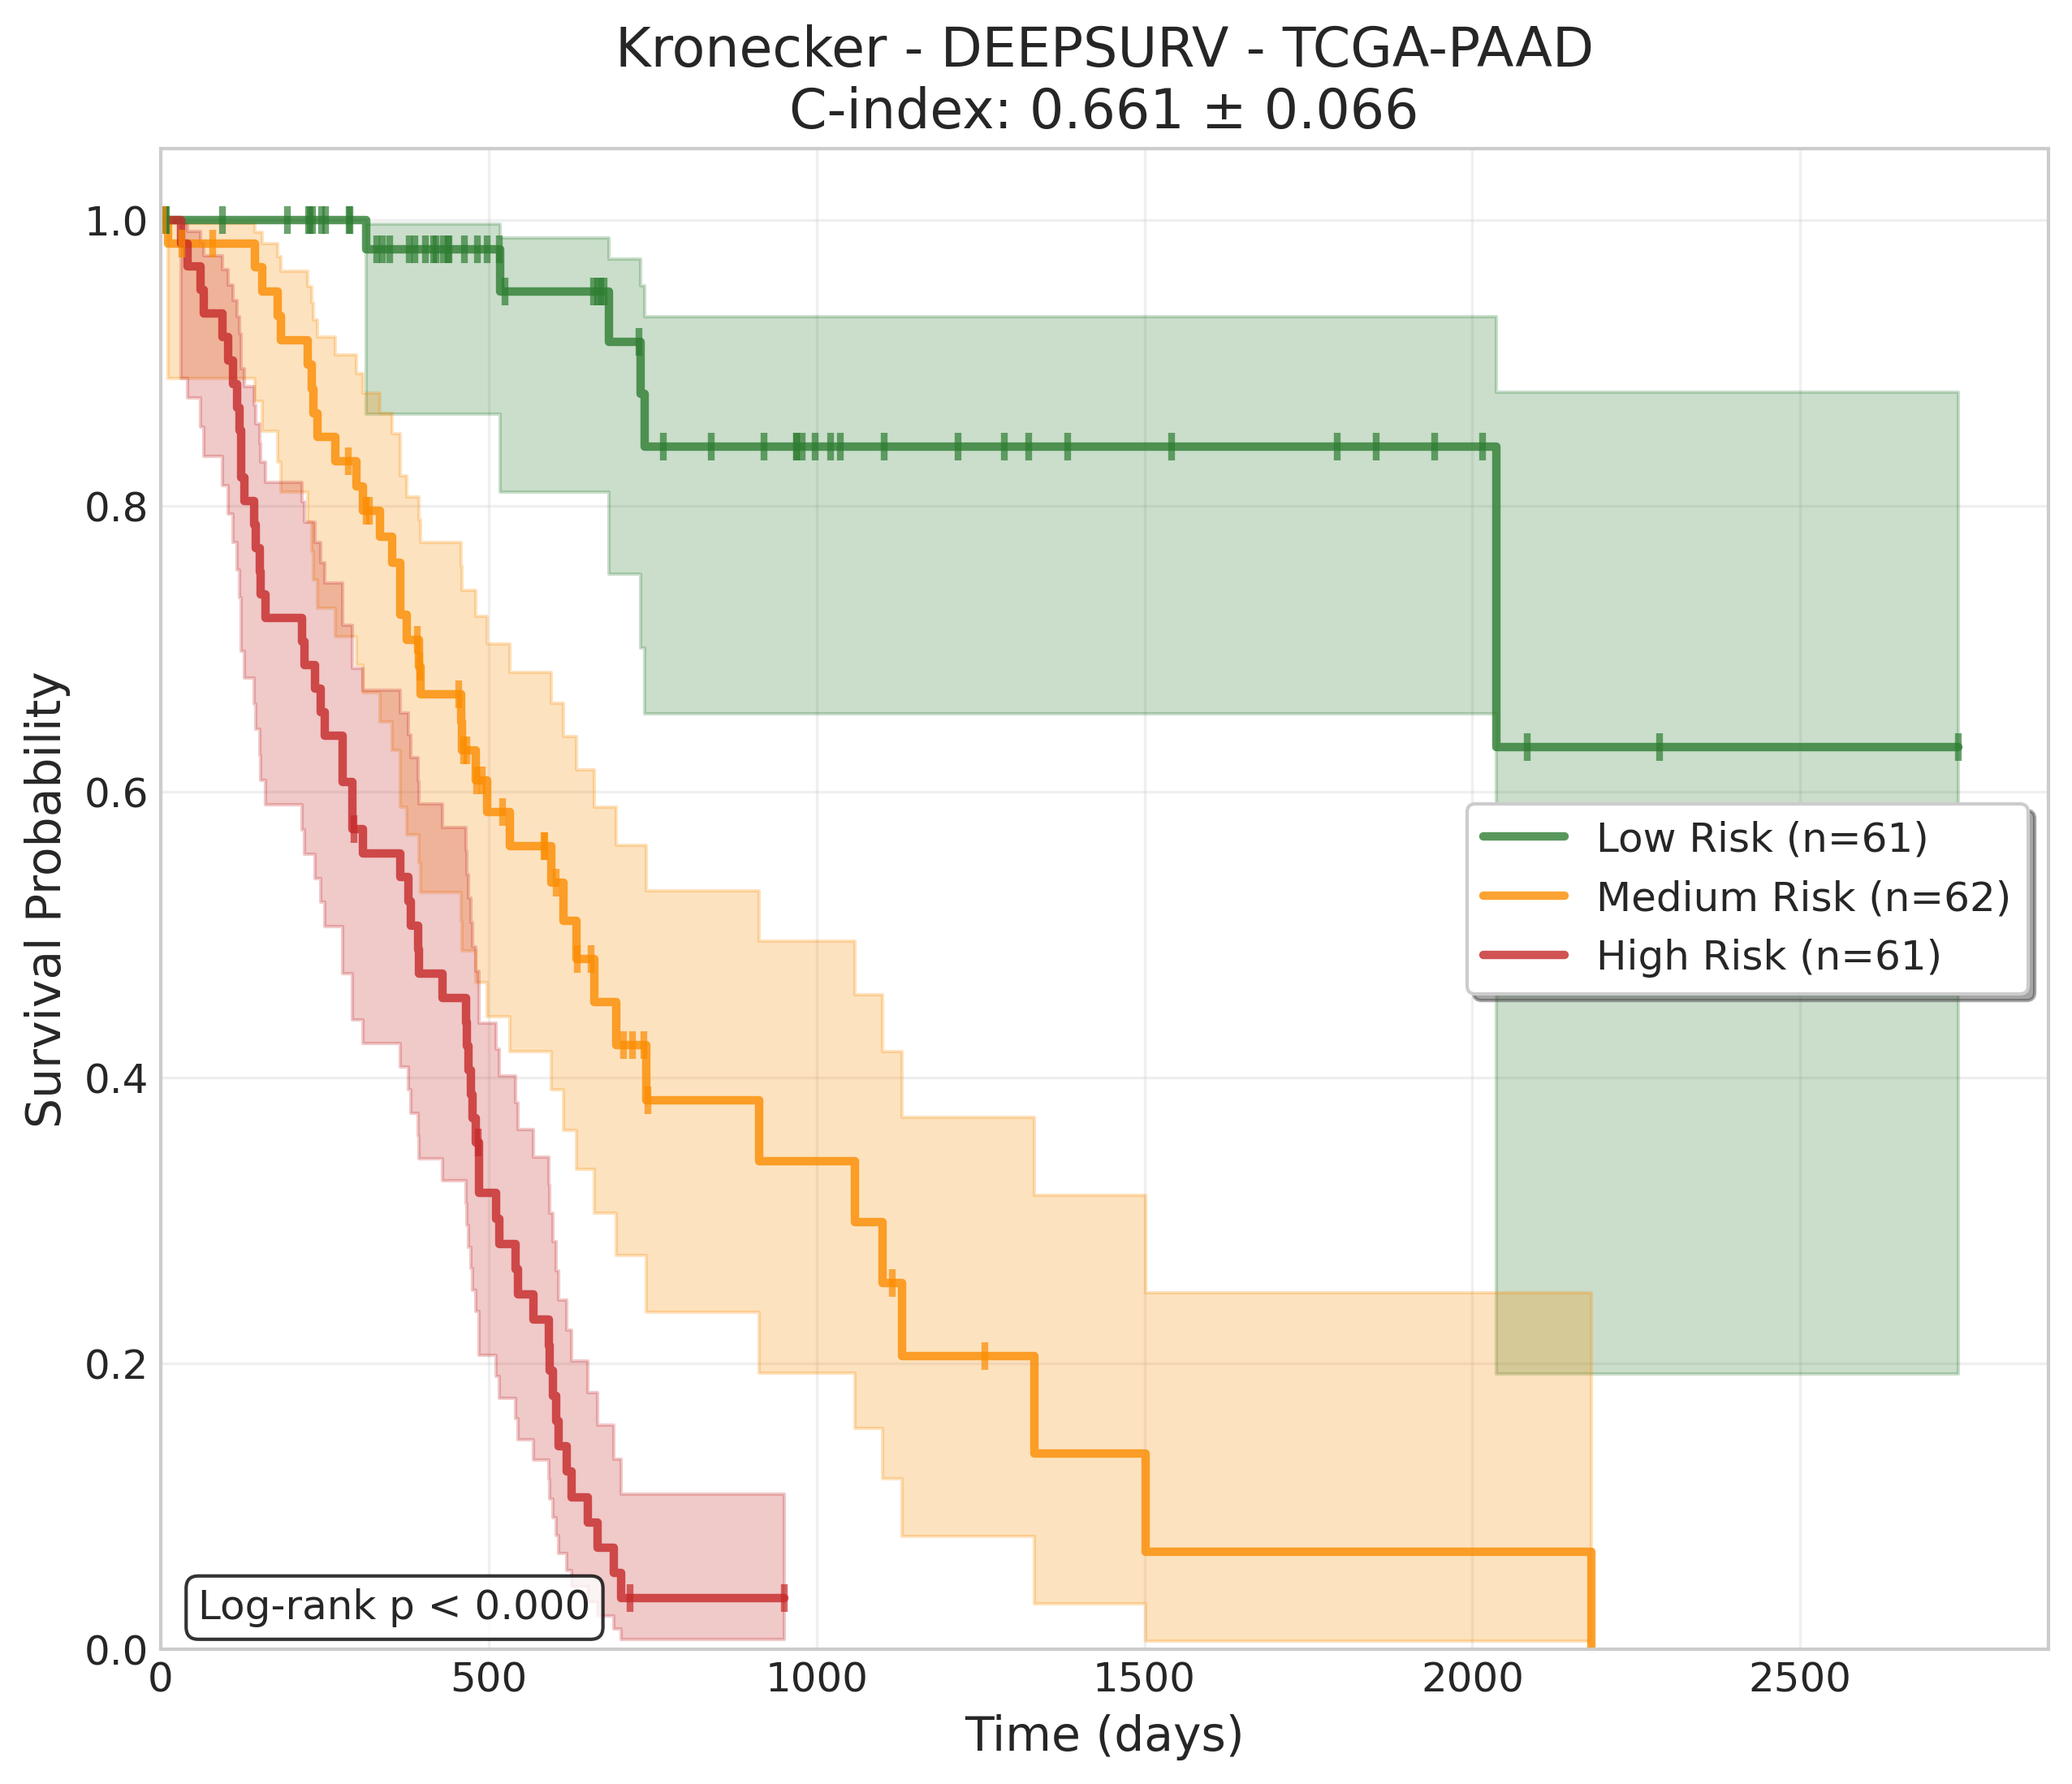 Kronecker - DEEPSURV - TCGA-PAAD
C-index: 0.661 ± 0.066
Survival Probability
1.0
0.8
0.6
0.4
0.2
0.0
Low Risk (n=61)
Medium Risk (n=62)
High Risk (n=61)
Log-rank p < 0.000
0 500 1000 1500 2000 2500
Time (days)